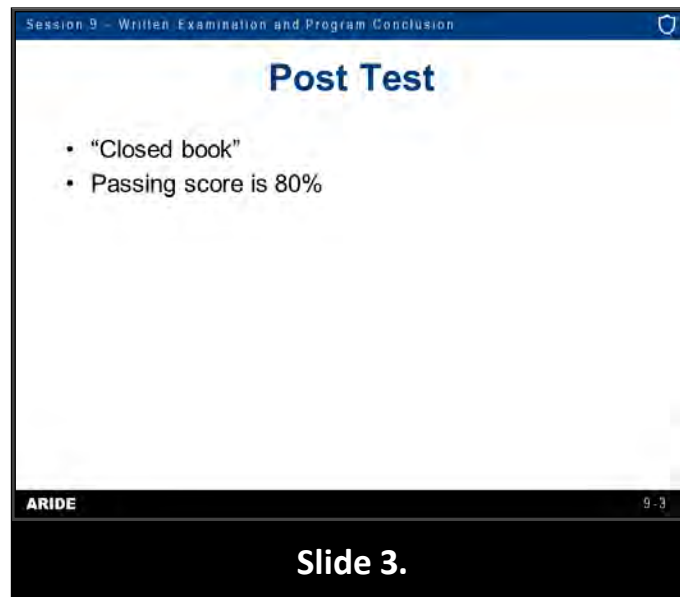 Session 9 - Written Examination and Program Conclusion
Post Test
• “Closed book”
• Passing score is 80%
ARIDE 9-3
Slide 3.